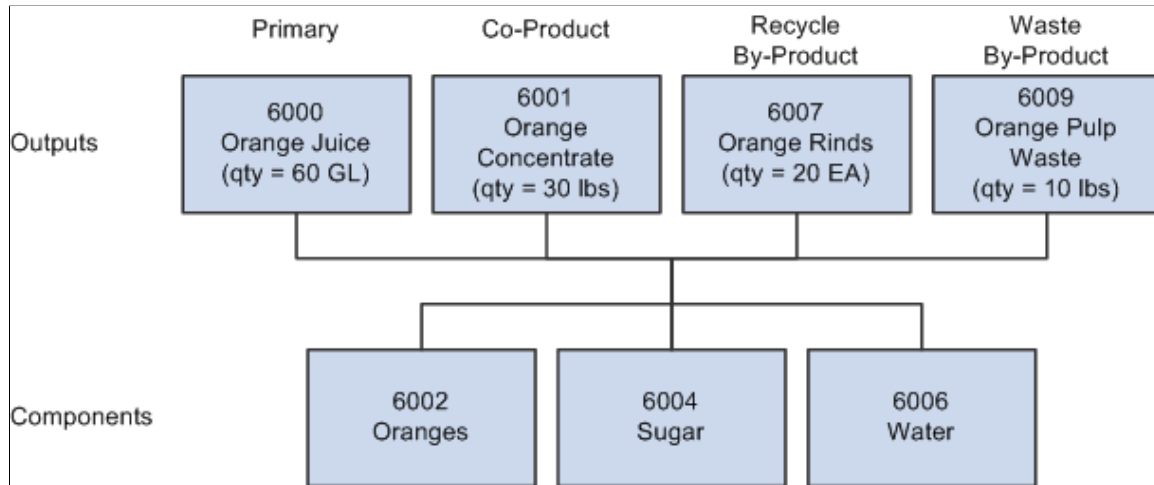 Primary
Co-Product
Recycle
By-Product
Waste
By-Product
Outputs
6000
Orange Juice
(qty = 60 GL)
6001
Orange
Concentrate
(qty = 30 lbs)
6007
Orange Rinds
(qty = 20 EA)
6009
Orange Pulp
Waste
(qty = 10 lbs)
Components
6002
Oranges
6004
Sugar
6006
Water